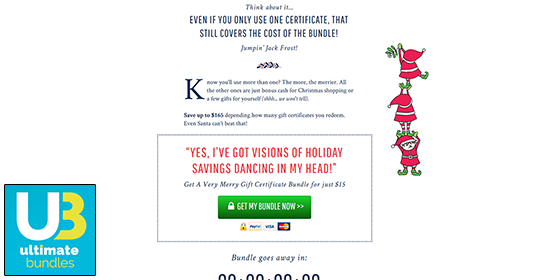 Think about it...
EVEN IF YOU ONLY USE ONE CERTIFICATE, THAT
STILL COVERS THE COST OF THE BUNDLE!
Jumpin' Jack Frost!
Know you'll use more than one? The more, the merrier. All
the other ones are just bonus cash for Christmas shopping or
a few gifts for yourself (shhh... we won't tell).
Save up to $165 depending how many gift certificates you redeem.
Even Santa can't beat that!
"YES, I'VE GOT VISIONS OF HOLIDAY
SAVINGS DANCING IN MY HEAD!"
Get A Very Merry Gift Certificate Bundle for just $15
GET MY BUNDLE NOW >>
PayPal VISA
Bundle goes away in:
UB
ultimate
bundles